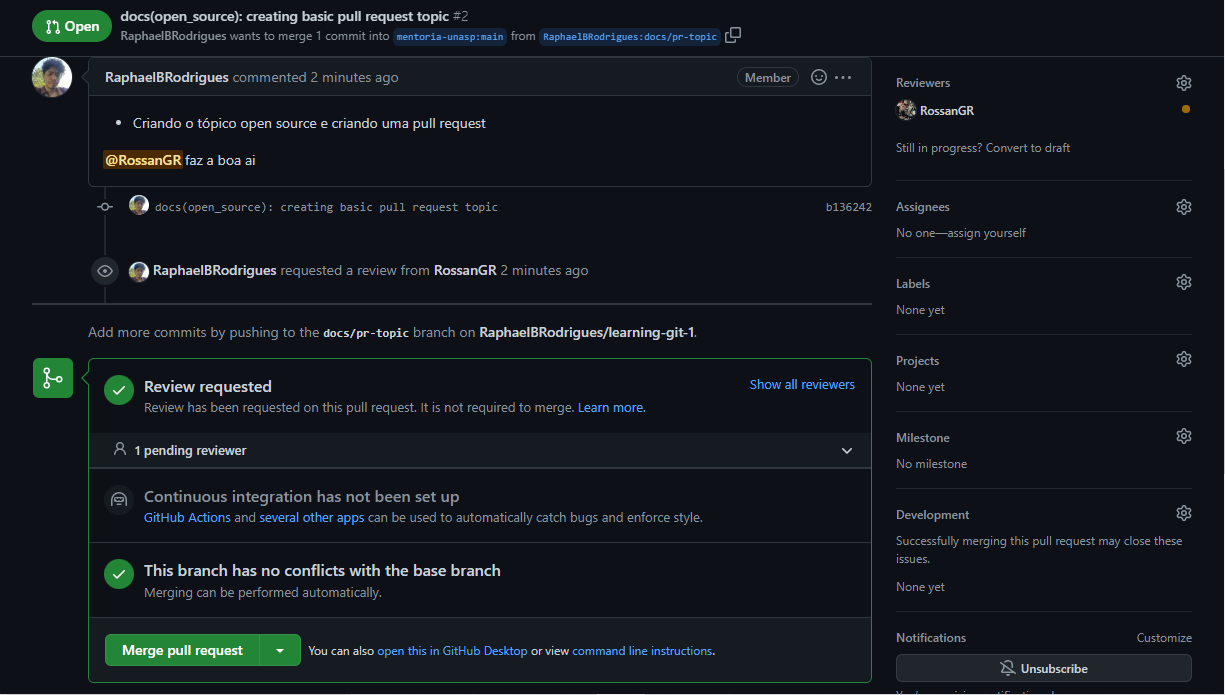 Open
docs(open_source): creating basic pull request topic #2
RaphaelBRodrigues wants to merge 1 commit into mentoria-unasp:main from RaphaelBRodrigues:docs/pr-topic
RaphaelBRodrigues commented 2 minutes ago
Member
Criando o tópico open source e criando uma pull request
@RossanGR faz a boa ai
docs(open_source): creating basic pull request topic
b136242
RaphaelBRodrigues requested a review from RossanGR 2 minutes ago
Add more commits by pushing to the docs/pr-topic branch on RaphaelBRodrigues/learning-git-1.
Review requested
Show all reviewers
Review has been requested on this pull request. It is not required to merge. Learn more.
1 pending reviewer
Continuous integration has not been set up
GitHub Actions and several other apps can be used to automatically catch bugs and enforce style.
This branch has no conflicts with the base branch
Merging can be performed automatically.
Merge pull request
You can also open this in GitHub Desktop or view command line instructions.
Reviewers
RossanGR
Still in progress? Convert to draft
Assignees
No one—assign yourself
Labels
None yet
Projects
None yet
Milestone
No milestone
Development
Successfully merging this pull request may close these
issues.
None yet
Notifications
Customize
Unsubscribe